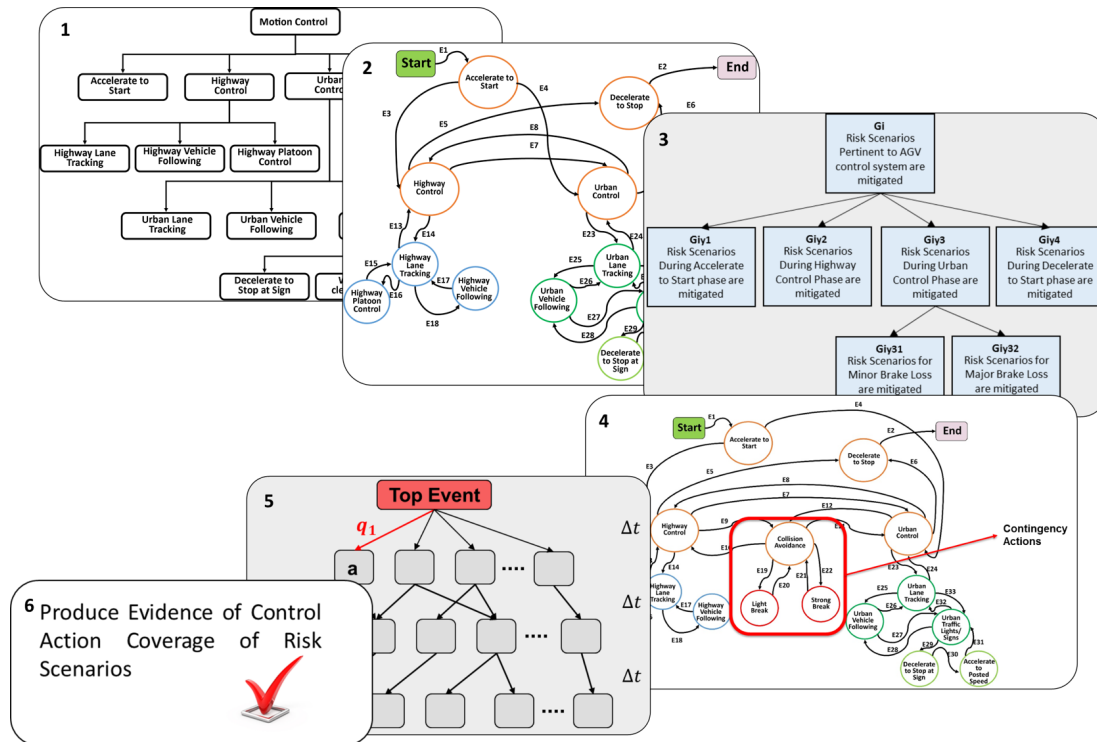 1
Motion Control
Accelerate to
Start
Highway
Control
Urban
Contro
Highway Lane
Tracking
Highway Vehicle
Following
Highway Platoon
Control
Urban Lane
Tracking
Urban Vehicle
Following
Decelerate to
Stop at Sign
W
cle
2
Start
E1
Accelerate to
Start
E2
End
E3
E4
Decelerate
to Stop
E5
E6
E8
E7
Highway
Control
Urban
Control
E13
E14
E23
E24
Highway
Lane
Tracking
E15
E16
E17
E18
Highway
Platoon
Control
Highway
Vehicle
Following
Urban
Lane Tracking
E25
E26
Urban
Vehicle
Following
E27
E28
E29
Decelerate
to Stop at
Sign
3
Gi
Risk Scenarios
Pertinent to AGV
control system are
mitigated
Giy1
Risk Scenarios
During Accelerate
to Start phase are
mitigated
Giy2
Risk Scenarios
During Highway
Control Phase are
mitigated
Giy3
Risk Scenarios
During Urban
Control Phase are
mitigated
Giy4
Risk Scenarios
During Decelerate
to Start phase are
mitigated
Giy31
Risk Scenarios for
Minor Brake Loss
are mitigated
Giy32
Risk Scenarios for
Major Brake Loss
are mitigated
4
Start
E1
Accelerate to
Start
E4
E2
End
E3
Decelerate
to Stop
E5
E6
E8
E7
Highway
Control
E9
E12
Collision
Avoidance
Urban
Control
Contingency
Actions
E14
E19
E20
E21
E22
E23
E24
Highway
Lane
Tracking
E17
E18
Highway
Vehicle
Following
Light
Break
Strong
Break
Urban
Lane
Tracking
E25
E26
E32
E33
Urban
Vehicle
Following
E27
E28
Urban
Traffic
Lights/
Signs
E29
E30
E31
Decelerate
to Stop at
Sign
Accelerate
to
Posted
Speed
5
Top Event
q1
Δt
a
....
Δt
....
Δt
....
6
Produce Evidence of Control
Action Coverage of Risk
Scenarios